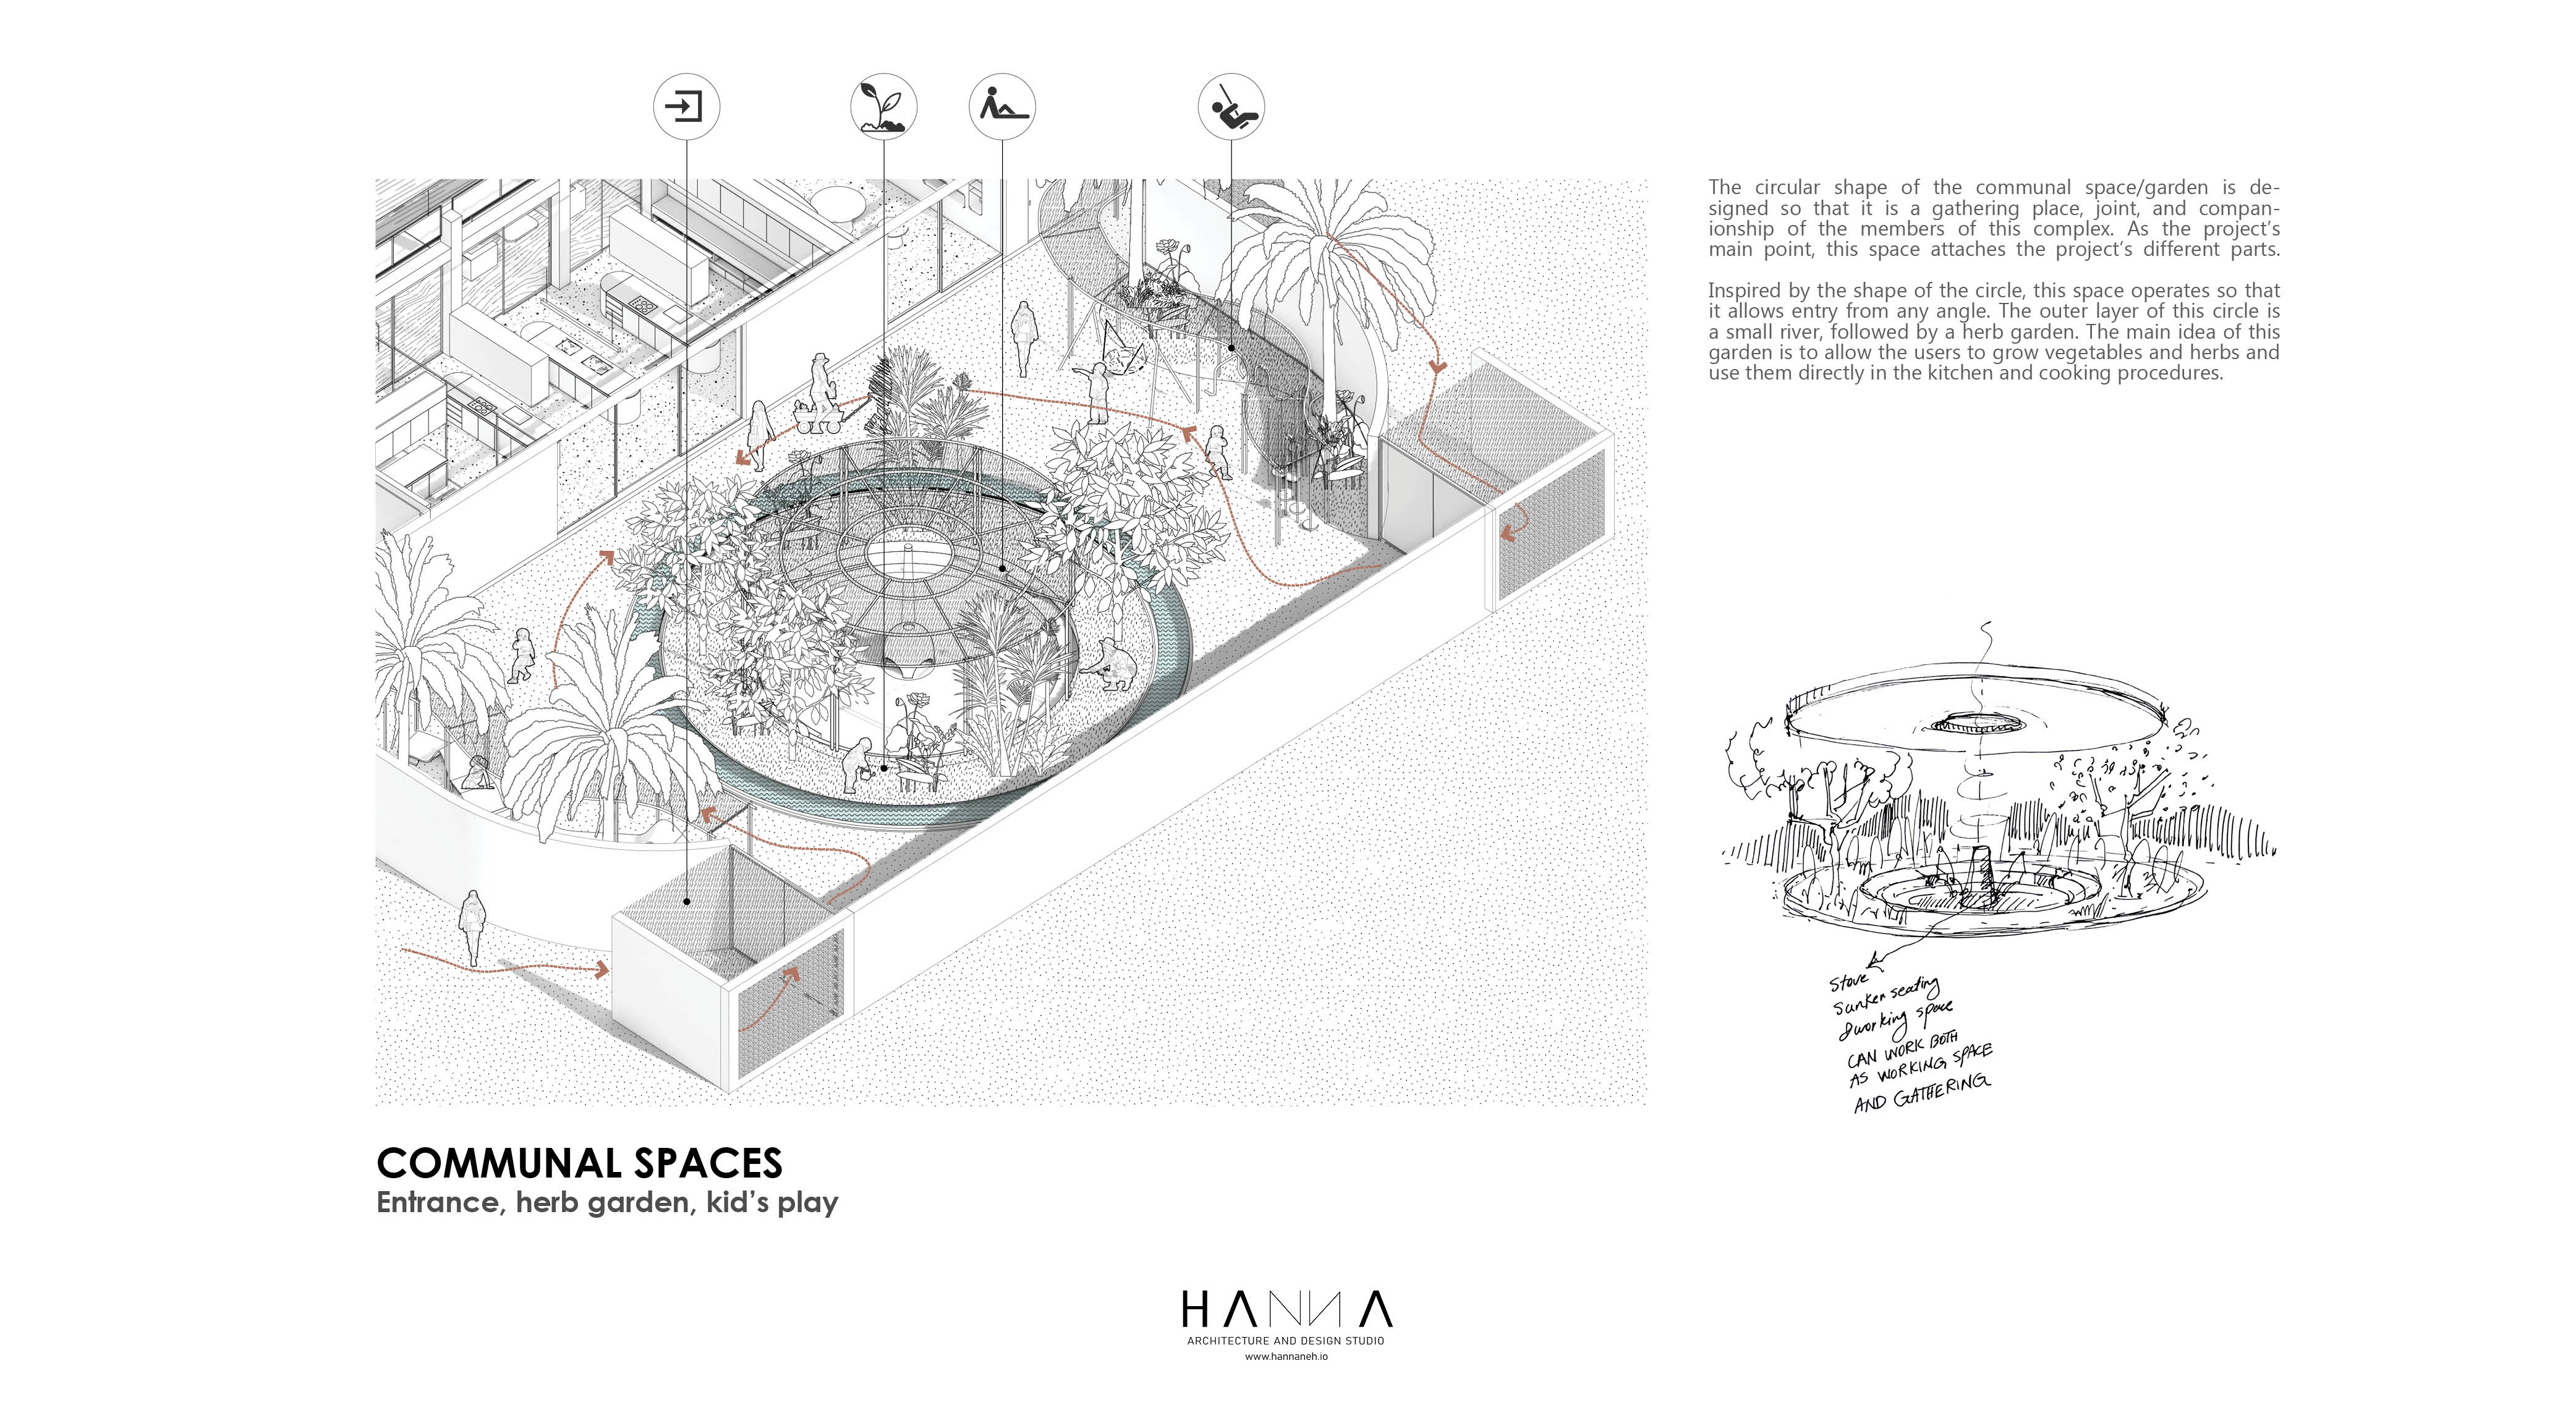 The circular shape of the communal space/garden is de-
signed so that it is a gathering place, joint, and compan-
ionship of the members of this complex. As the project's
main point, this space attaches the project's different parts.
Inspired by the shape of the circle, this space operates so that
it allows entry from any angle. The outer layer of this circle is
a small river, followed by a herb garden. The main idea of this
garden is to allow the users to grow vegetables and herbs and
use them directly in the kitchen and cooking procedures.
Stove
Sunken seating
working space
CAN WORK BOTH
AS WORKING SPACE
AND GATHERING
COMMUNAL SPACES
Entrance, herb garden, kid's play
HANNA
ARCHITECTURE AND DESIGN STUDIO
www.hannaneh.io